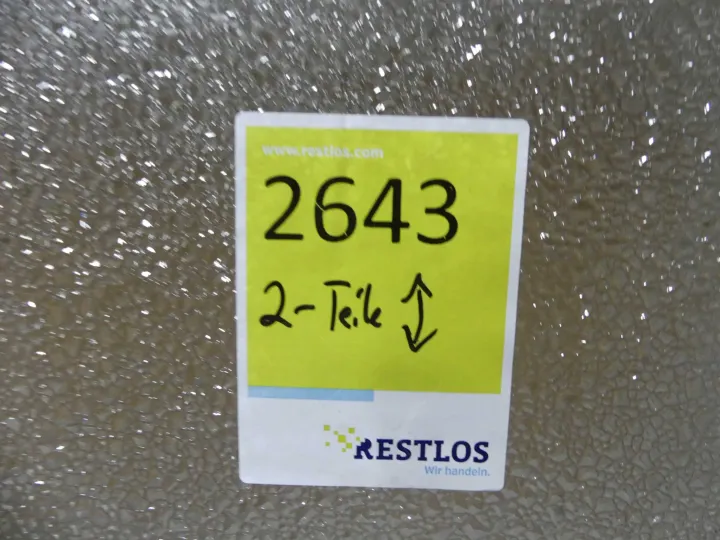 www.restlos.com
2643
2-Teile
RESTLOS
Wir handeln.